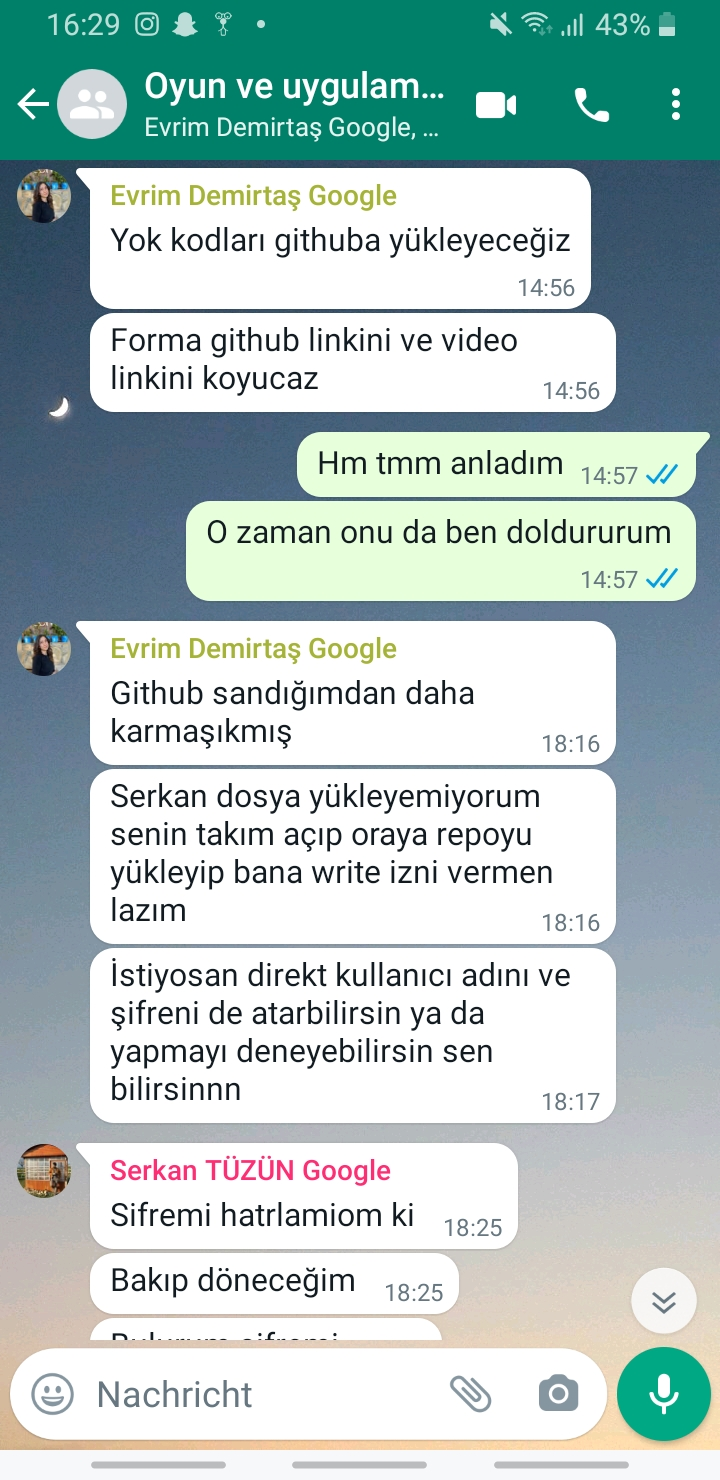 16:29
43%
Oyun ve uygulam...
Evrim Demirtaş Google, ...
Evrim Demirtaş Google
Yok kodları githuba yükleyeceğiz
14:56
Forma github linkini ve video
linkini koyucaz
14:56
Hm tmm anladım
14:57
O zaman onu da ben doldururum
14:57
Evrim Demirtaş Google
Github sandığımdan daha
karmaşıkmış
18:16
Serkan dosya yükleyemiyorum
senin takım açıp oraya repoyu
yükleyip bana write izni vermen
lazım
18:16
İstiyosan direkt kullanıcı adını ve
şifreni de atarbilirsin ya da
yapmayı deneyebilirsin sen
bilirsinnn
18:17
Serkan TÜZÜN Google
Sifremi hatrlamiom ki
18:25
Bakıp döneceğim
18:25
Nachricht